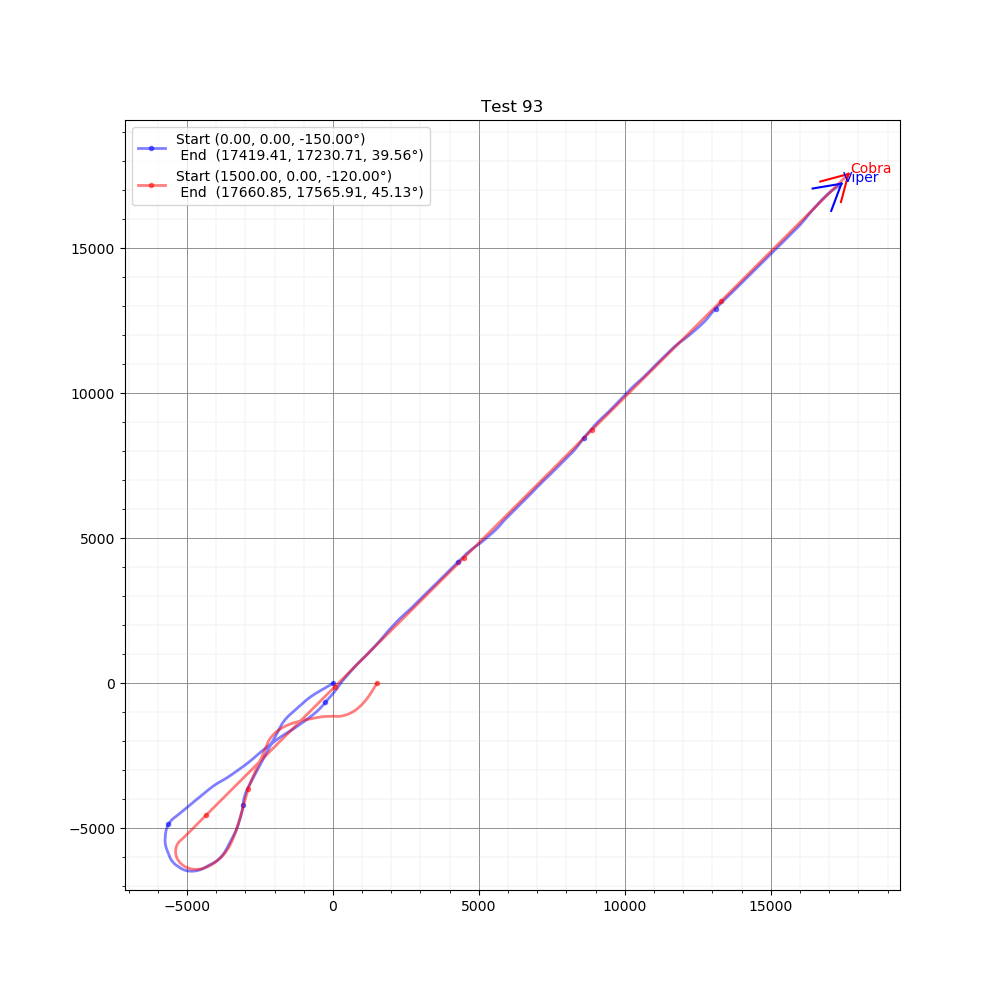 Test 93
Start (0.00, 0.00, -150.00°)
End  (17419.41, 17230.71, 39.56°)
Start (1500.00, 0.00, -120.00°)
End  (17660.85, 17565.91, 45.13°)
Cobra
Viper
15000
10000
5000
0
−5000
−5000
0
5000
10000
15000